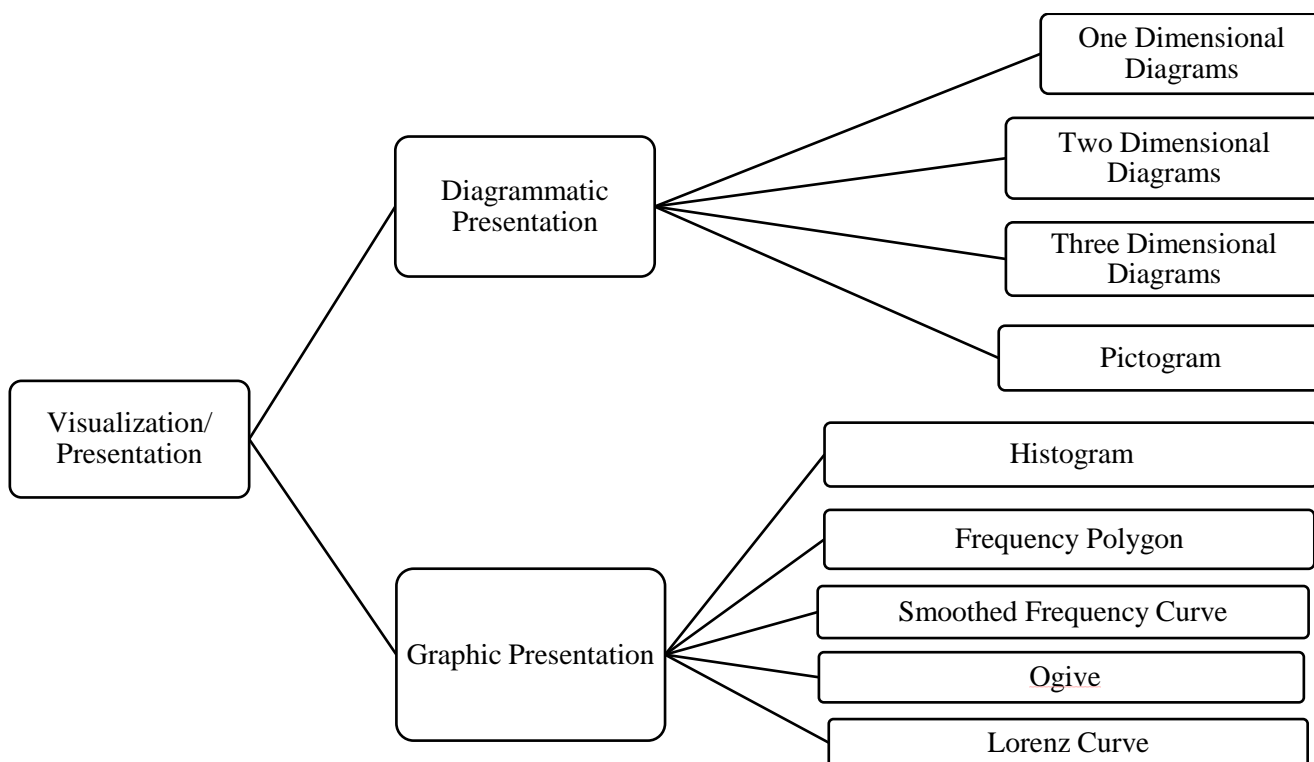 One Dimensional
Diagrams
Diagrammatic
Presentation
Two Dimensional
Diagrams
Three Dimensional
Diagrams
Pictogram
Visualization/
Presentation
Histogram
Frequency Polygon
Smoothed Frequency Curve
Graphic Presentation
Ogive
Lorenz Curve